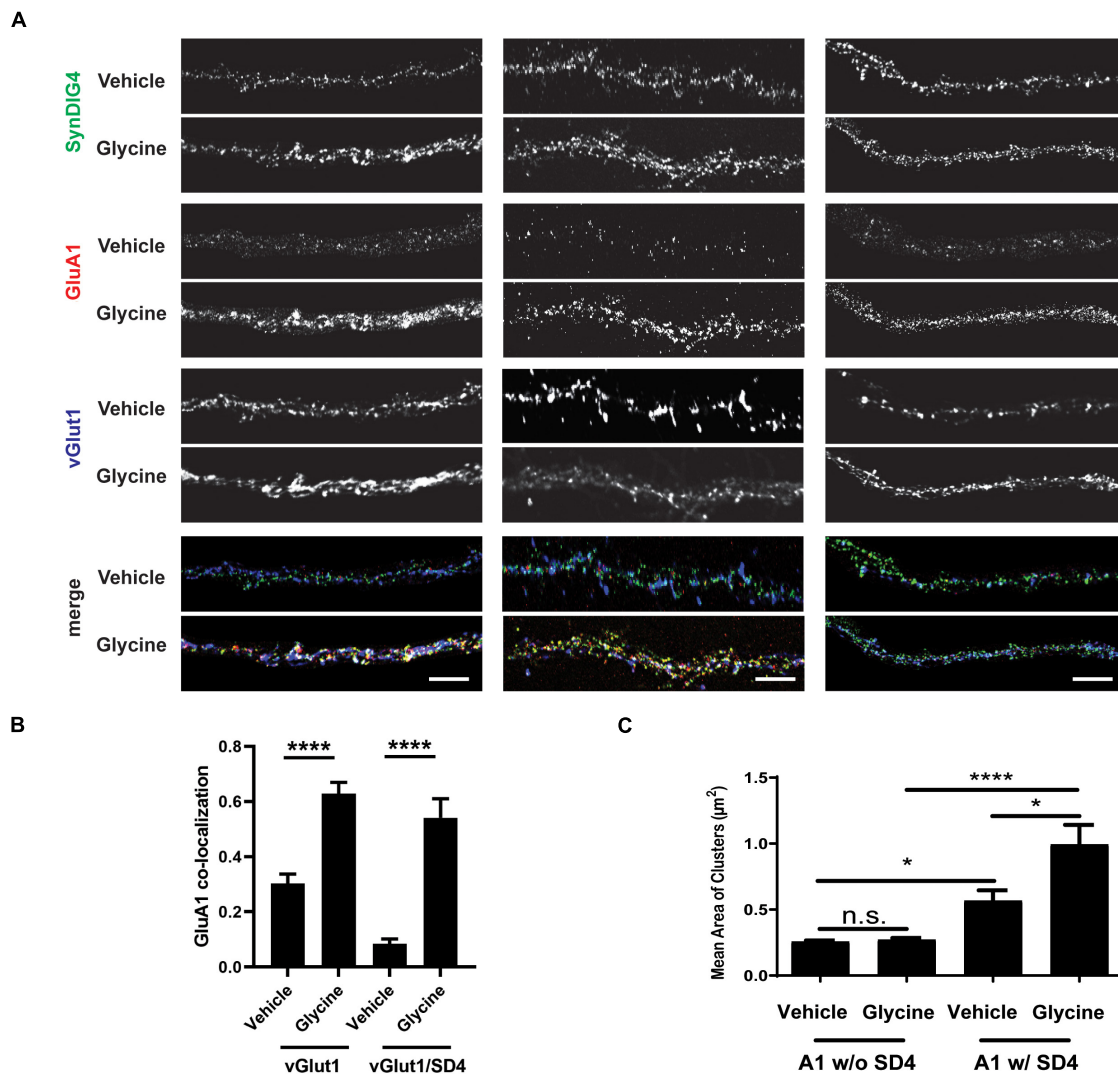 A
SynDIG4
Vehicle
Glycine
GluA1
Vehicle
Glycine
vGlut1
Vehicle
Glycine
merge
Vehicle
Glycine
B
GluA1 co-localization
0.8
0.6
0.4
0.2
0.0
****
****
Vehicle
Glycine
Vehicle
Glycine
vGlut1
vGlut1/SD4
C
Mean Area of Clusters (µm²)
1.5
1.0
0.5
0.0
****
*
*
n.s.
Vehicle Glycine Vehicle Glycine
A1 w/o SD4 A1 w/ SD4